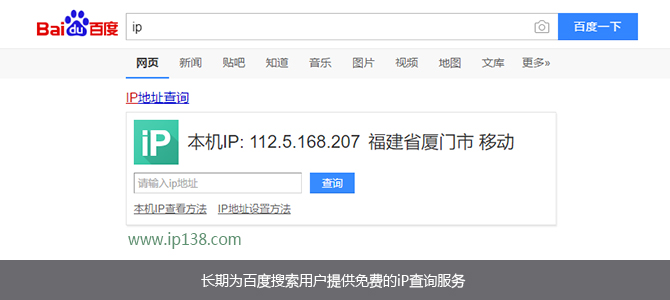 Bai du 百度 ip 百度一下
网页 新闻 贴吧 知道 音乐 图片 视频 地图 文库 更多»
IP地址查询
iP 本机IP: 112.5.168.207 福建省厦门市 移动
请输入ip地址 查询
本机IP查看方法 IP地址设置方法
www.ip138.com
长期为百度搜索用户提供免费的iP查询服务